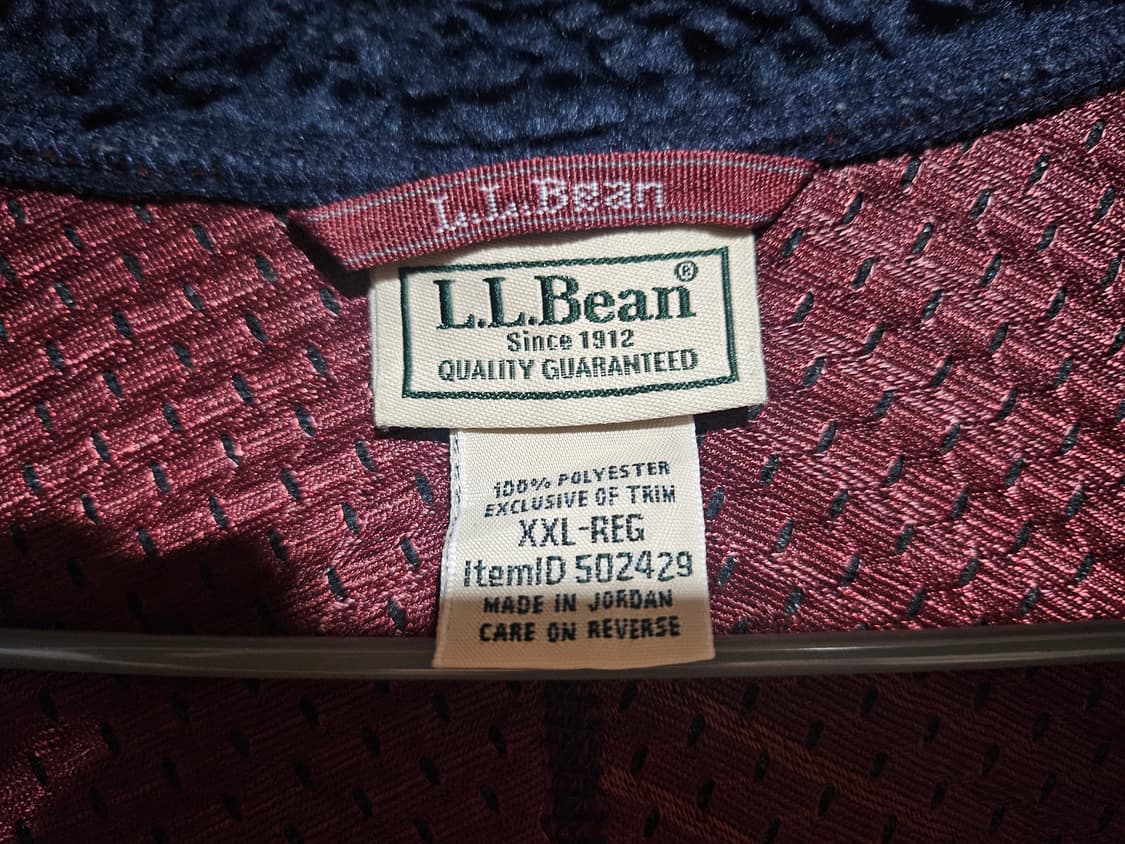 L.L.Bean
L.L.Bean®
Since 1912
QUALITY GUARANTEED
100% POLYESTER
EXCLUSIVE OF TRIM
XXL-REG
ItemID 502429
MADE IN JORDAN
CARE ON REVERSE